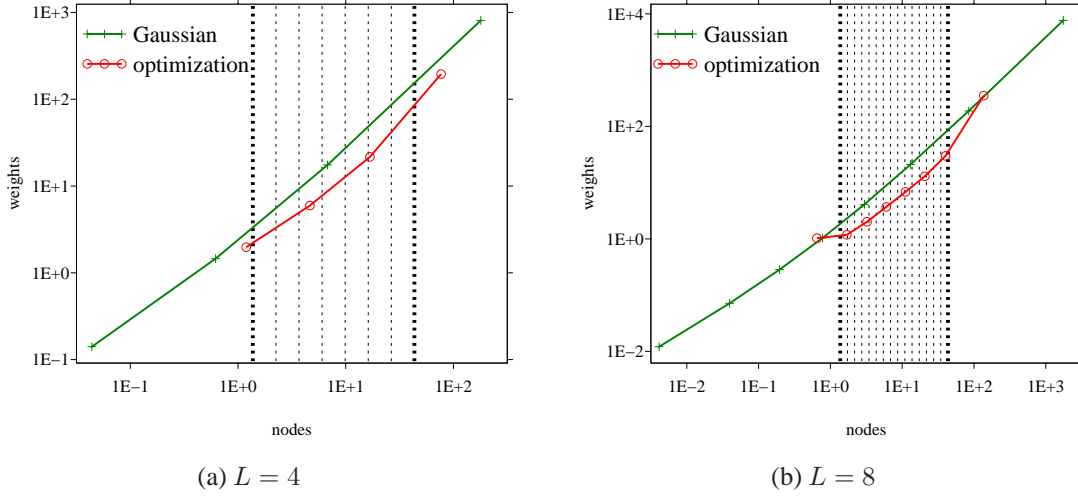 1E+3
1E+2
1E+1
1E+0
1E−1
weights
Gaussian
optimization
1E−1
1E+0
1E+1
1E+2
nodes
(a) L = 4
1E+4
1E+2
1E+0
1E−2
weights
Gaussian
optimization
1E−2
1E−1
1E+0
1E+1
1E+2
1E+3
nodes
(b) L = 8